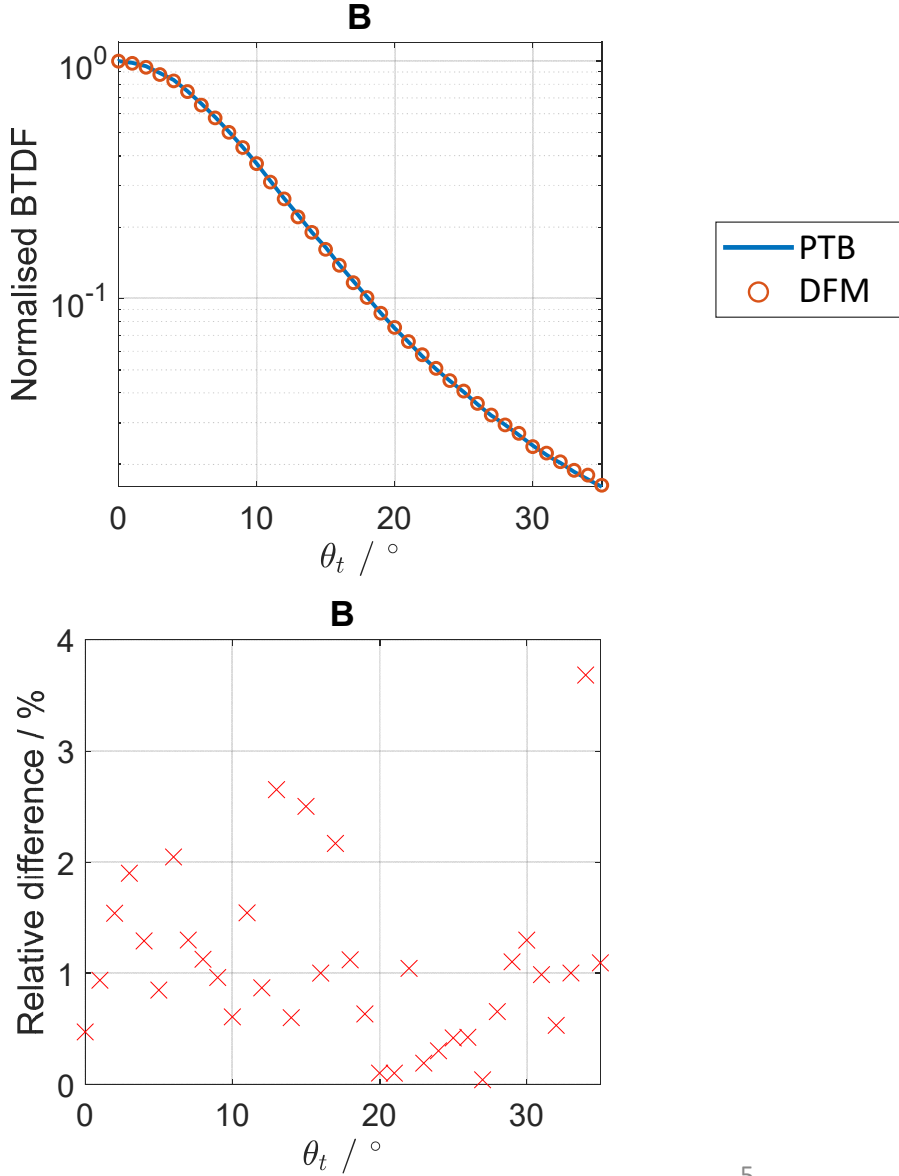 B
10^0
10^-1
Normalised BTDF
0 10 20 30
θ_t / °
PTB
DFM
B
4
3
2
1
0
Relative difference / %
0 10 20 30
θ_t / °
5